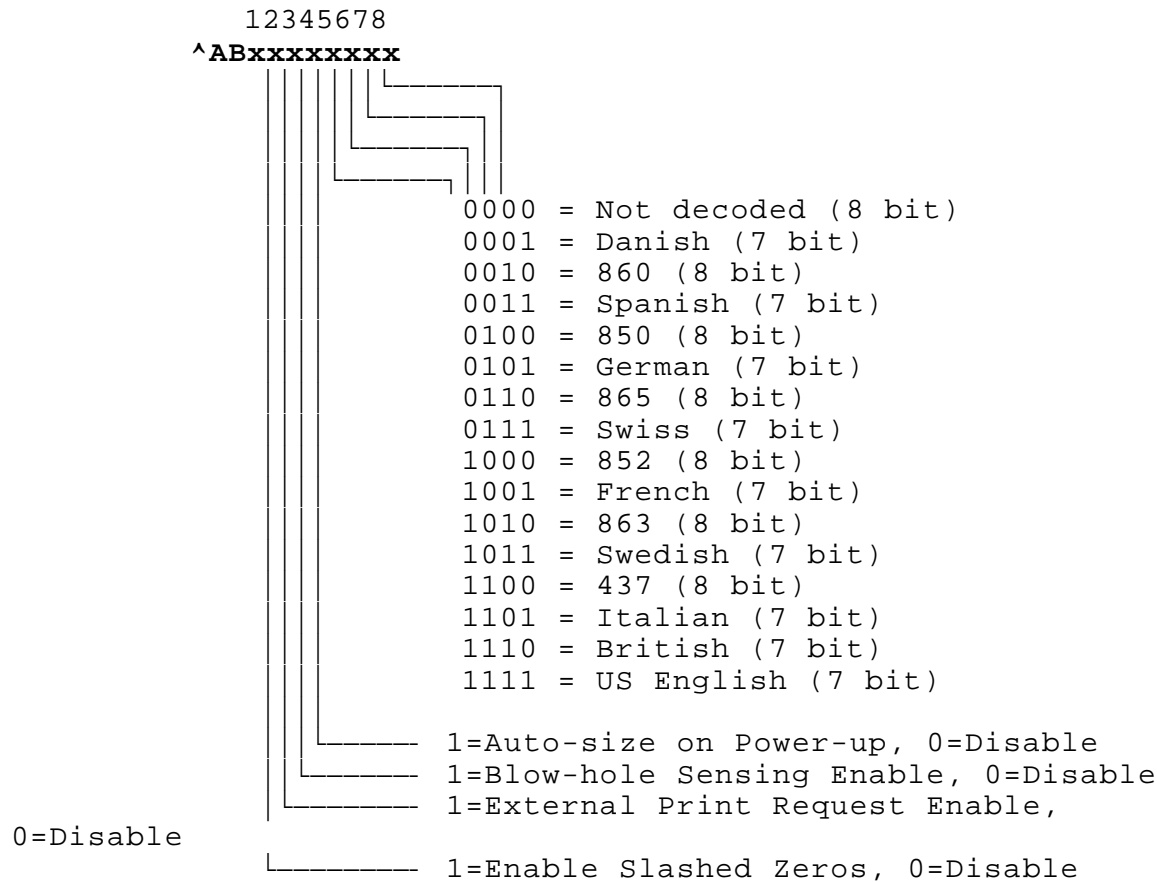 12345678
^ABxxxxxxxx
0000 = Not decoded (8 bit)
0001 = Danish (7 bit)
0010 = 860 (8 bit)
0011 = Spanish (7 bit)
0100 = 850 (8 bit)
0101 = German (7 bit)
0110 = 865 (8 bit)
0111 = Swiss (7 bit)
1000 = 852 (8 bit)
1001 = French (7 bit)
1010 = 863 (8 bit)
1011 = Swedish (7 bit)
1100 = 437 (8 bit)
1101 = Italian (7 bit)
1110 = British (7 bit)
1111 = US English (7 bit)
1=Auto-size on Power-up, 0=Disable
1=Blow-hole Sensing Enable, 0=Disable
1=External Print Request Enable,
0=Disable
1=Enable Slashed Zeros, 0=Disable